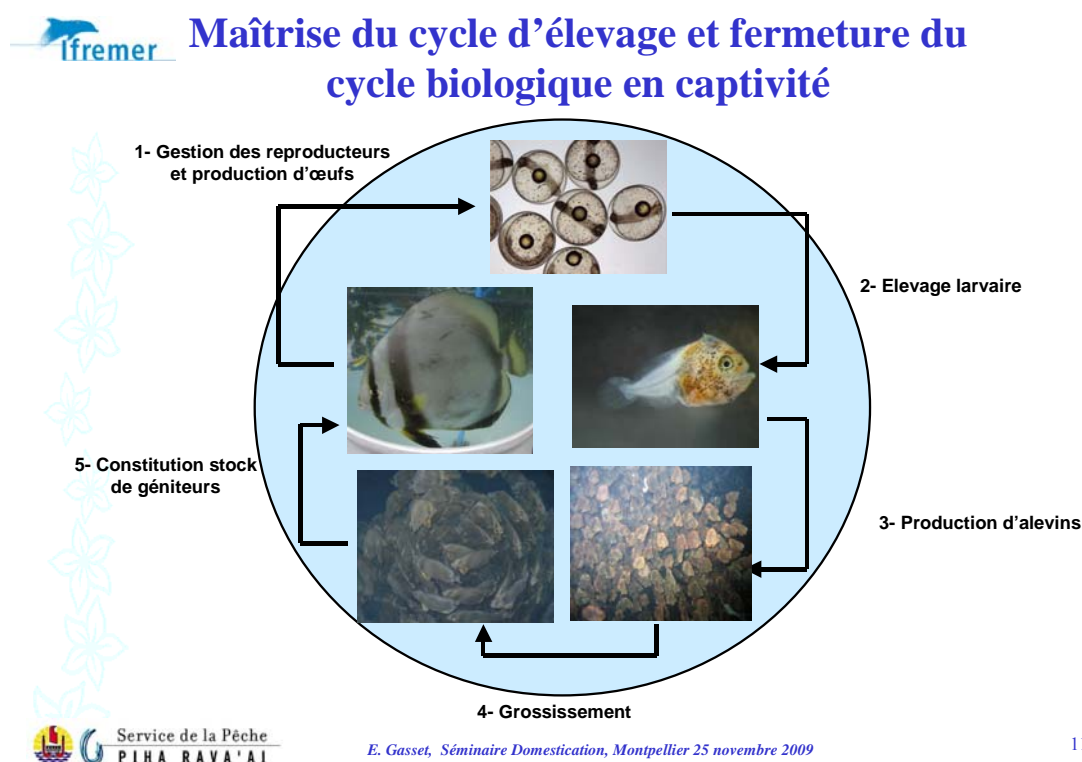 Ifremer
Maîtrise du cycle d'élevage et fermeture du
cycle biologique en captivité
1- Gestion des reproducteurs
et production d'œufs
2- Elevage larvaire
5- Constitution stock
de géniteurs
3- Production d'alevins
4- Grossissement
Service de la Pêche
PIHA RAVA'AI
E. Gasset, Séminaire Domestication, Montpellier 25 novembre 2009